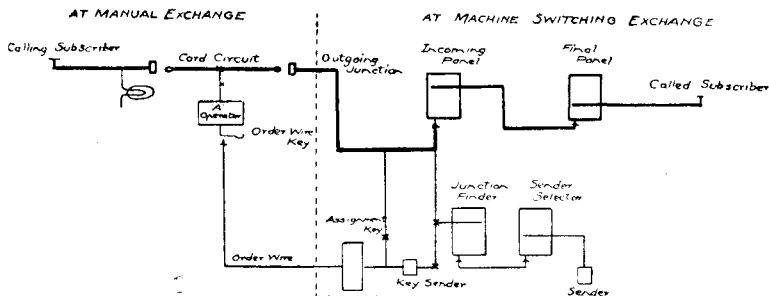 AT MANUAL EXCHANGE
AT MACHINE SWITCHING EXCHANGE
Calling Subscriber
Cord Circuit
Outgoing
Junction
Incoming
Panel
Final
Panel
Called Subscriber
A
Operator
Order Wire
Key
Assignment
Key
Junction
Finder
Sender
Selector
Order Wire
Key Sender
Sender